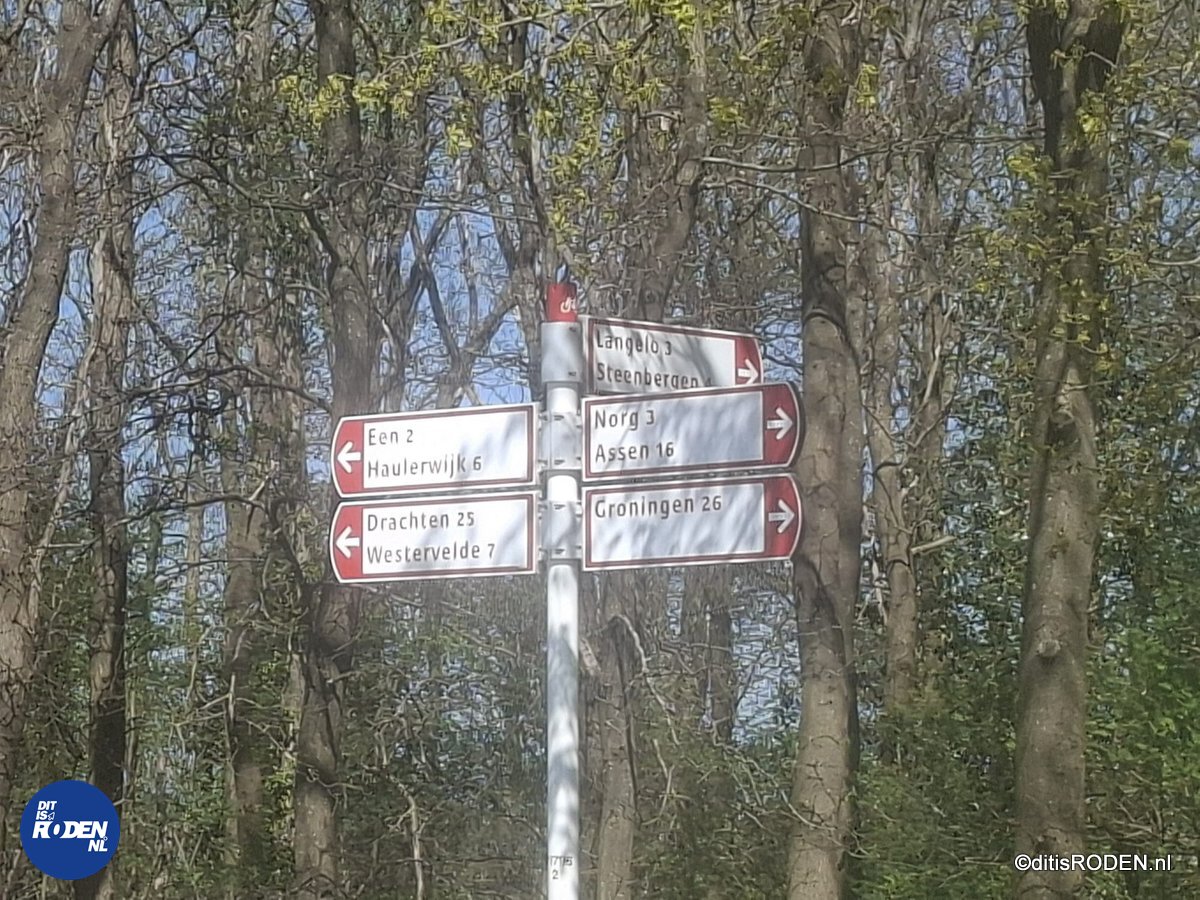 Langelo 3
Steenbergen
Norg 3
Assen 16
Een 2
Haulerwijk 6
Groningen 26
Drachten 25
Westervelde 7
DIT
IS
RODEN
NL
©ditisRODEN.nl